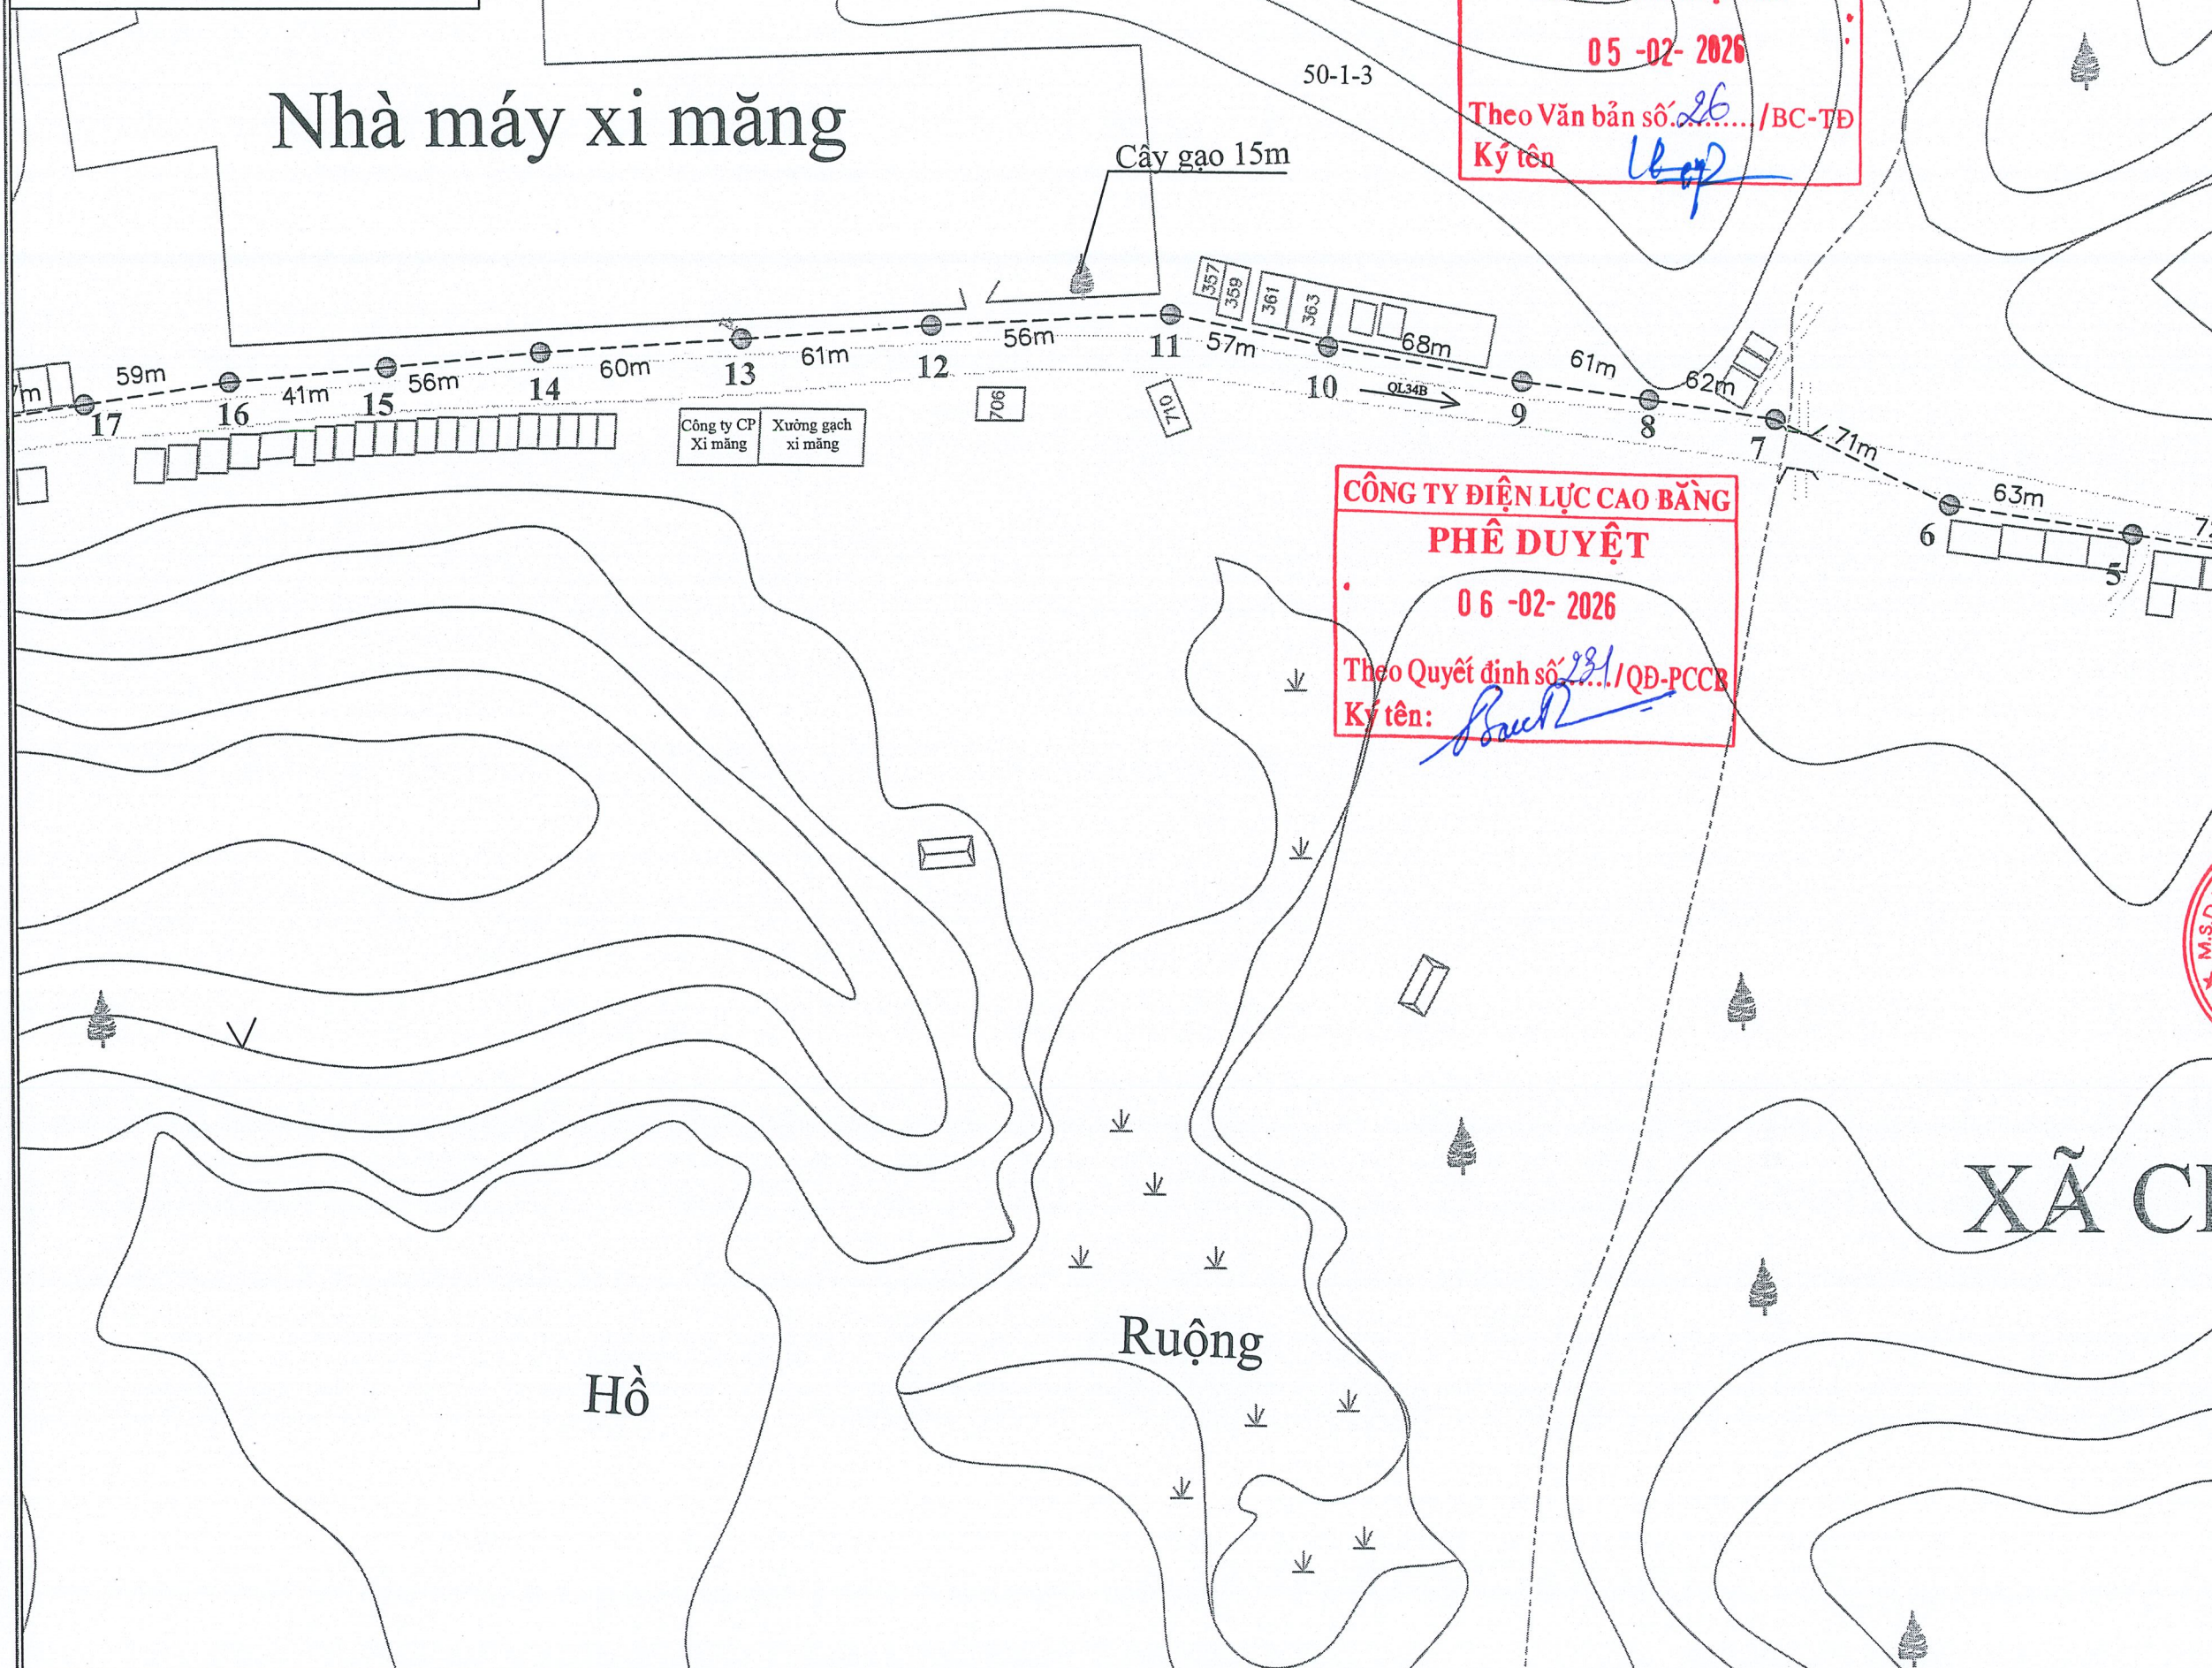 05 -02- 2026
50-1-3
Nhà máy xi măng
Theo Văn bản số 26 /BC-TĐ
Ký tên
Cây gạo 15m
357
359
361
363
59m
41m
56m
60m
61m
56m
57m
68m
61m
62m
71m
63m
17
16
15
14
13
12
11
10
9
8
7
6
5
QL34B
706
710
Công ty CP
Xi măng
Xưởng gạch
xi măng
CÔNG TY ĐIỆN LỰC CAO BẰNG
PHÊ DUYỆT
06 -02- 2026
Theo Quyết định số 231/QĐ-PCCB
Ký tên:
M.S.D
XÃ
Ruộng
Hồ